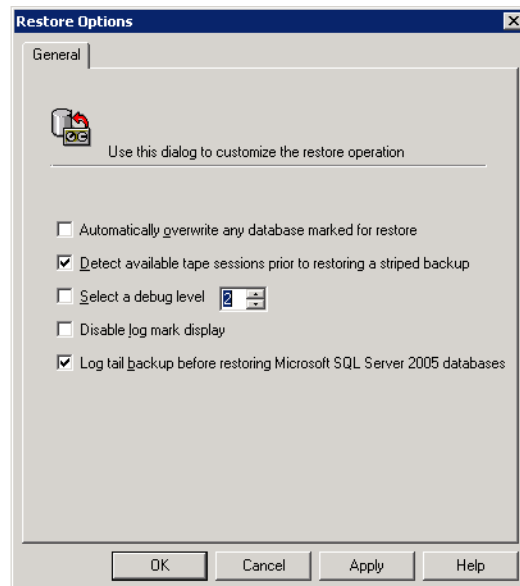 Restore Options
General
Use this dialog to customize the restore operation
Automatically overwrite any database marked for restore
Detect available tape sessions prior to restoring a striped backup
Select a debug level 2
Disable log mark display
Log tail backup before restoring Microsoft SQL Server 2005 databases
OK Cancel Apply Help